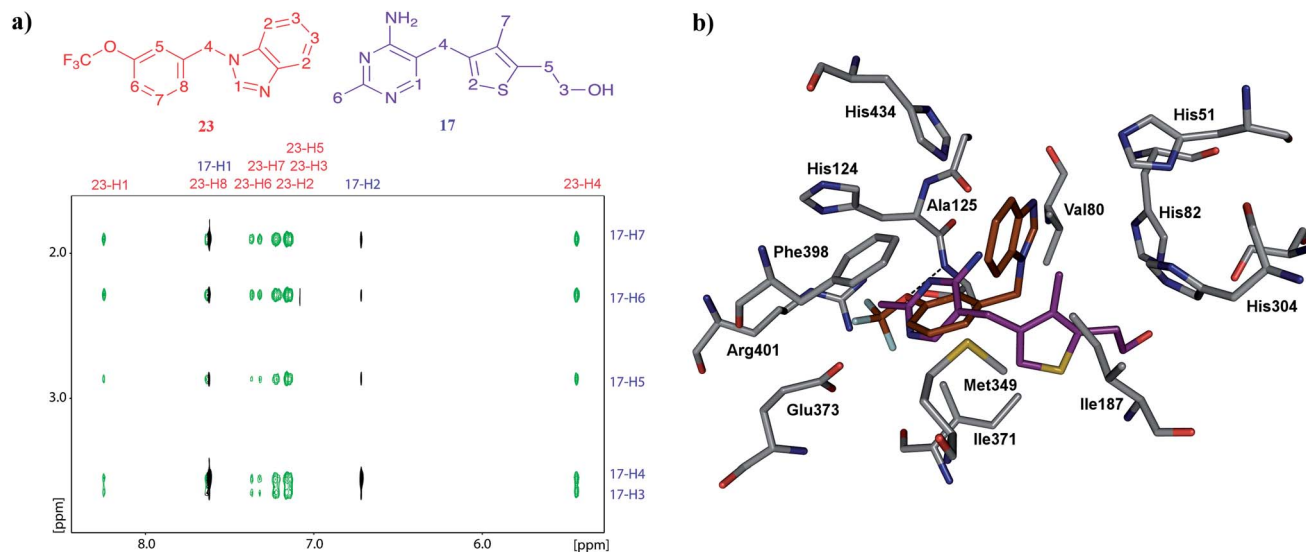 a)
NH₂
F₃C O 5 4 N 2 3 3 2 1 N 6 7 8
N N 1 6 4 7 2 S 5 3 OH
23
17
23-H5
17-H1 23-H7 23-H3
23-H1 23-H8 23-H6 23-H2 17-H2 23-H4
17-H7
2.0
17-H6
17-H5
3.0
17-H4
17-H3
[ppm]
8.0 7.0 6.0 [ppm]
b)
His434
His51
His124
Ala125
Val80
His82
Phe398
His304
Arg401
Met349
Glu373
Ile187
Ile371